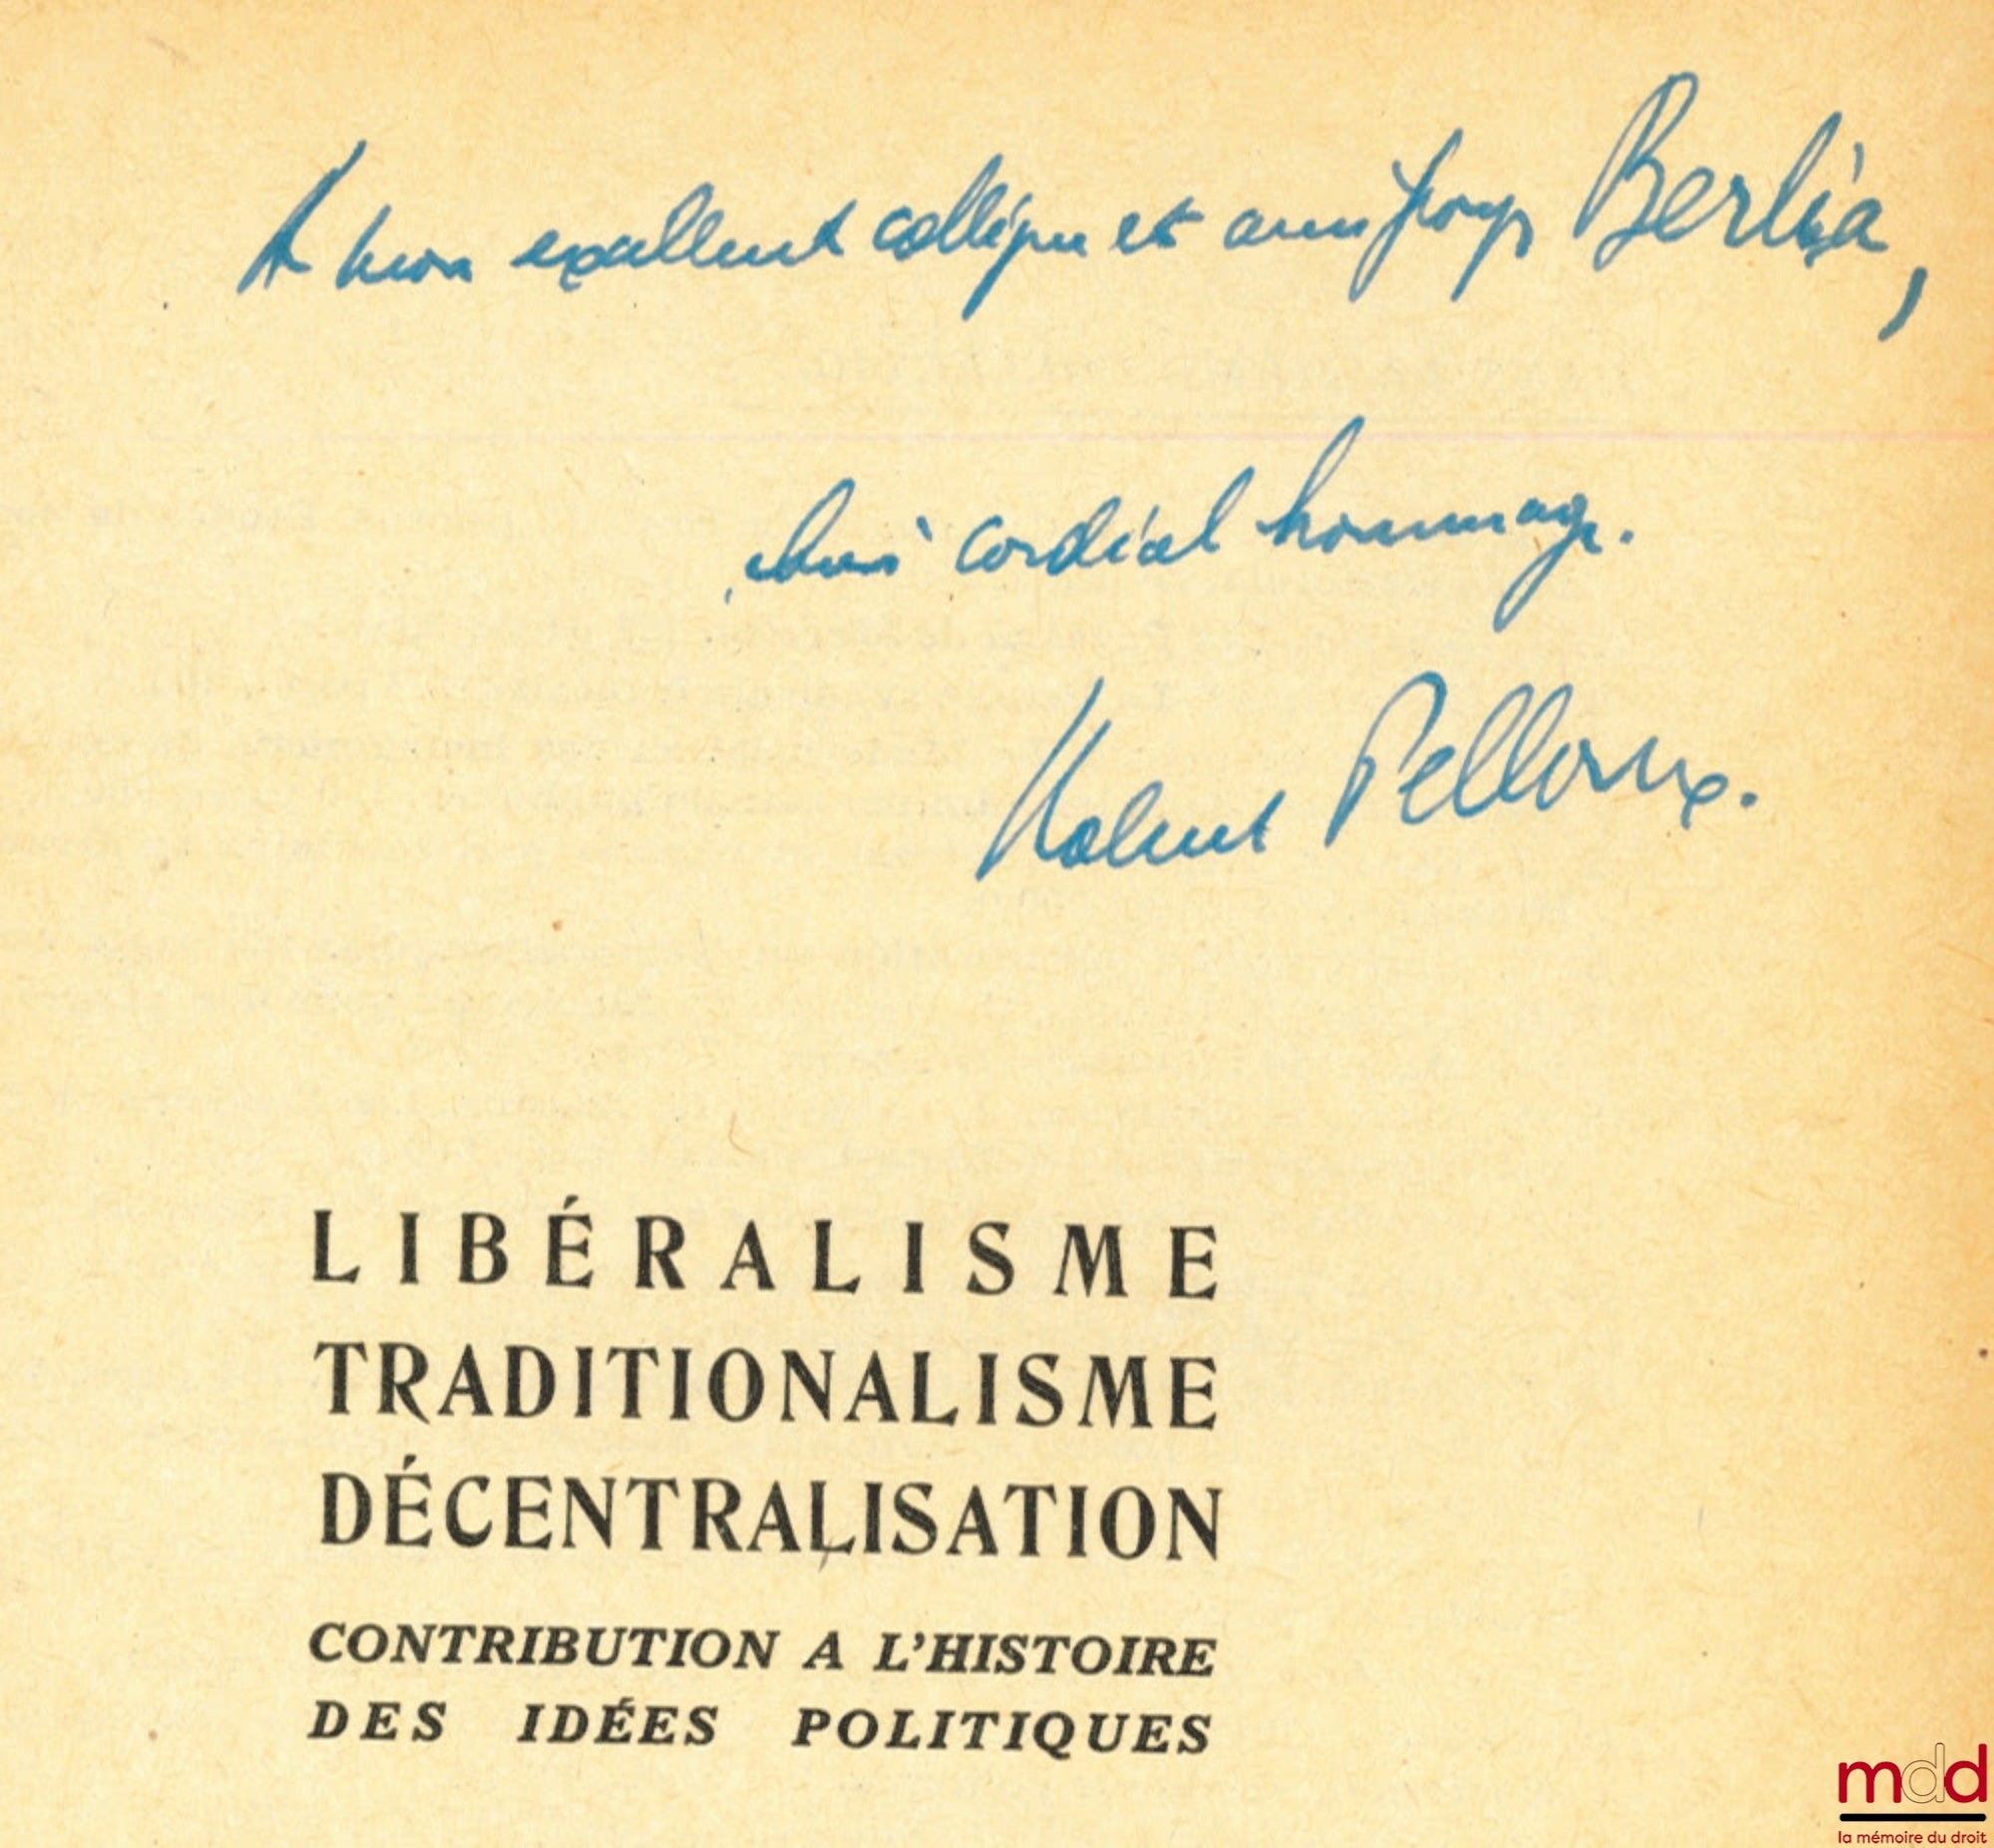 A mon excellent collègue et ami Georges Berlia,
cordial hommage.
Robert Pelloux.
LIBÉRALISME
TRADITIONALISME
DÉCENTRALISATION
CONTRIBUTION A L'HISTOIRE
DES IDÉES POLITIQUES
mdd
la mémoire du droit